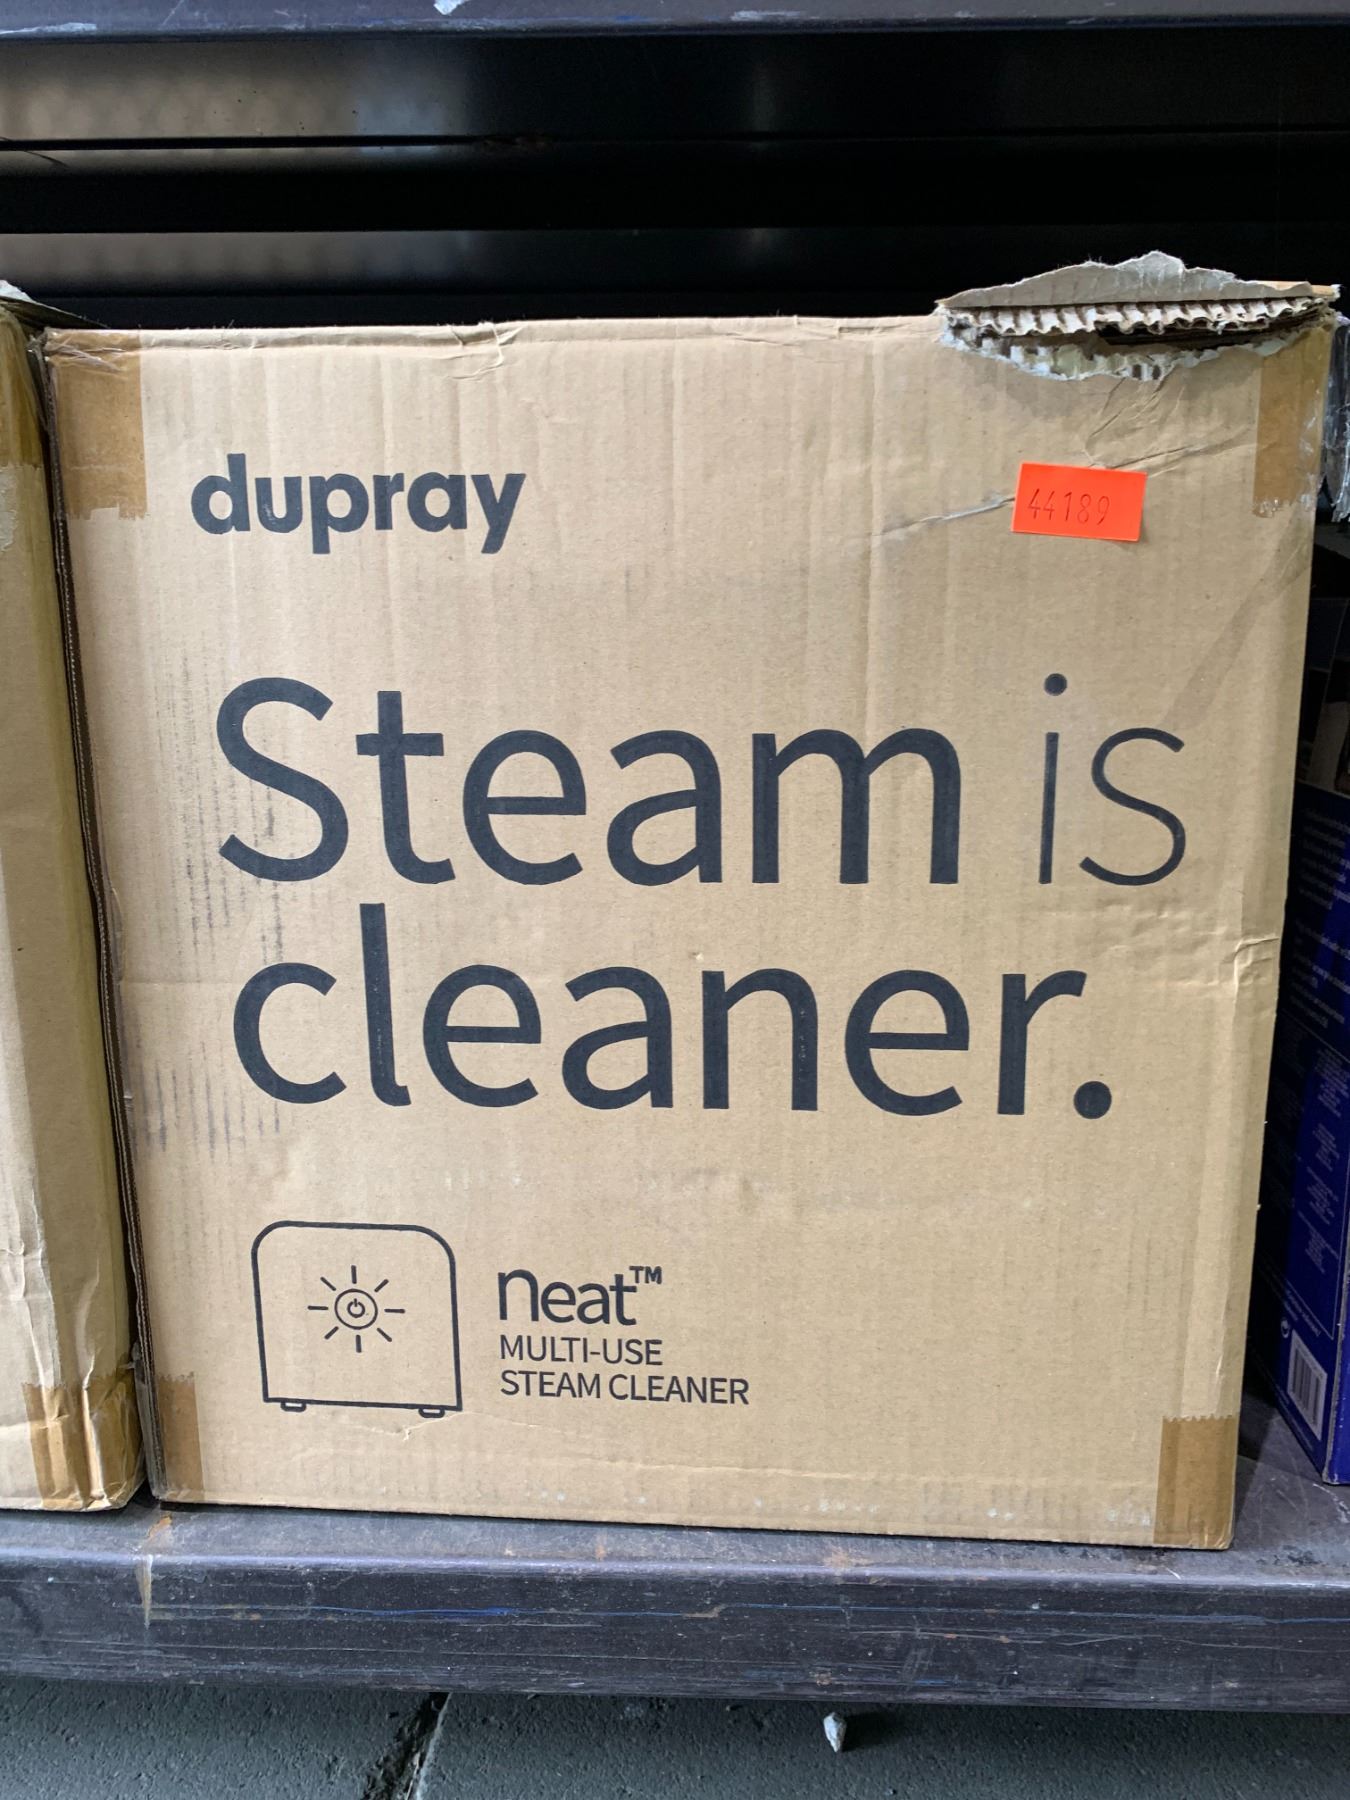 dupray
44189
Steam is
cleaner.
neat™
MULTI-USE
STEAM CLEANER